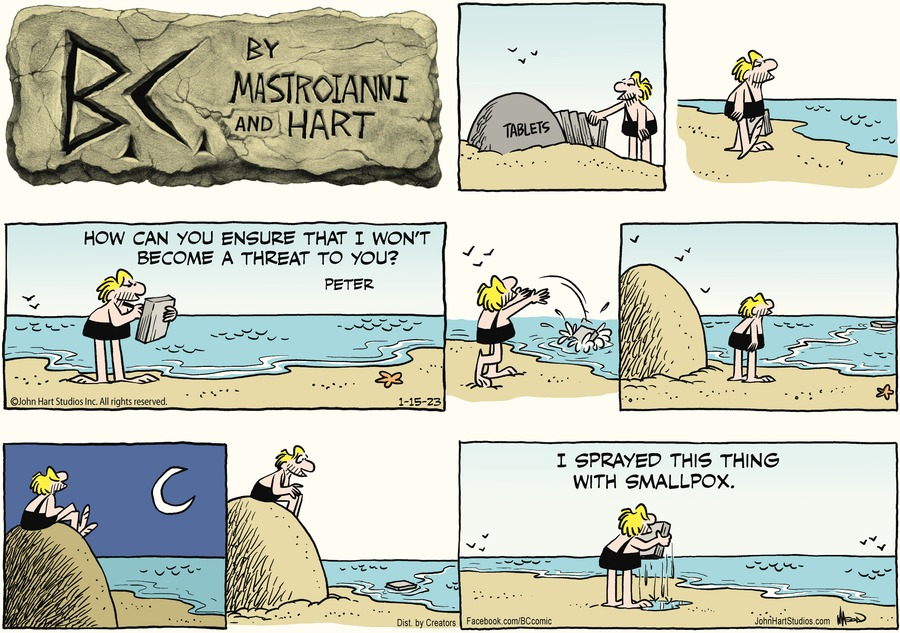 B.C.
BY
MASTROIANNI
AND HART
TABLETS
HOW CAN YOU ENSURE THAT I WON'T
BECOME A THREAT TO YOU?
PETER
©John Hart Studios Inc. All rights reserved.
1-15-23
I SPRAYED THIS THING
WITH SMALLPOX.
Dist. by Creators
Facebook.com/BCcomic
JohnHartStudios.com